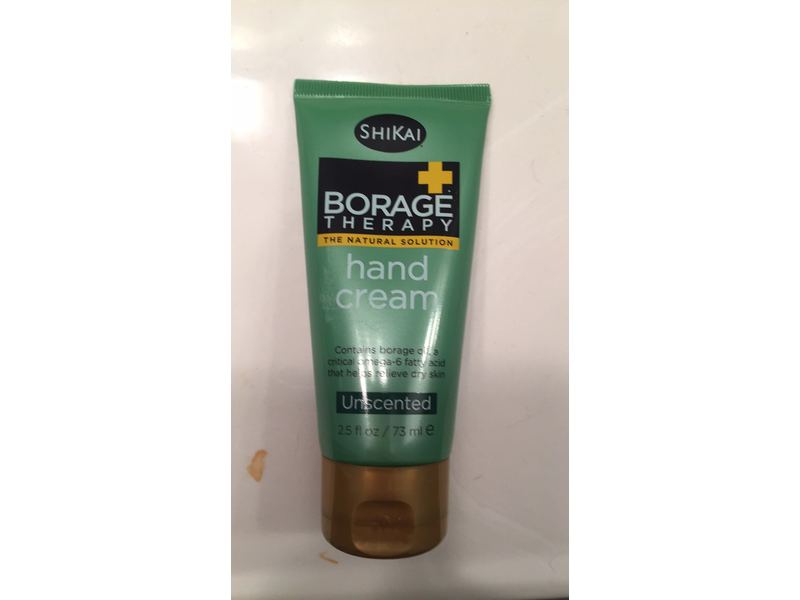 SHIKAI
BORAGE
THERAPY
THE NATURAL SOLUTION
hand
cream
Contains borage oil, a
critical omega-6 fatty acid
that helps relieve dry skin
Unscented
2.5 fl oz / 73 ml ℮